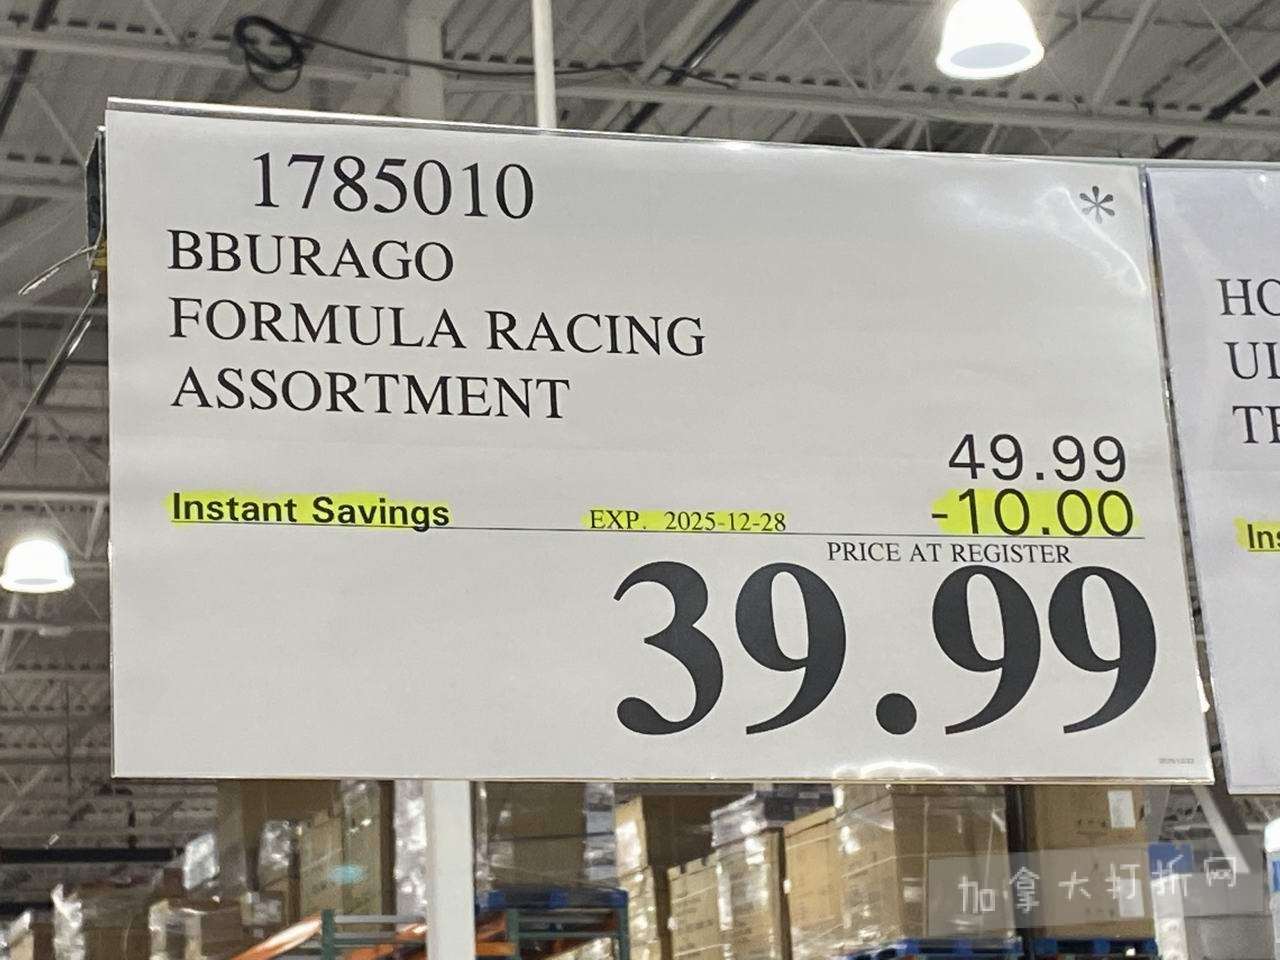 1785010
*
BBURAGO
FORMULA RACING
ASSORTMENT
49.99
Instant Savings EXP. 2025-12-28 -10.00
PRICE AT REGISTER
39.99
HO
UL
Ins
加拿大打折网